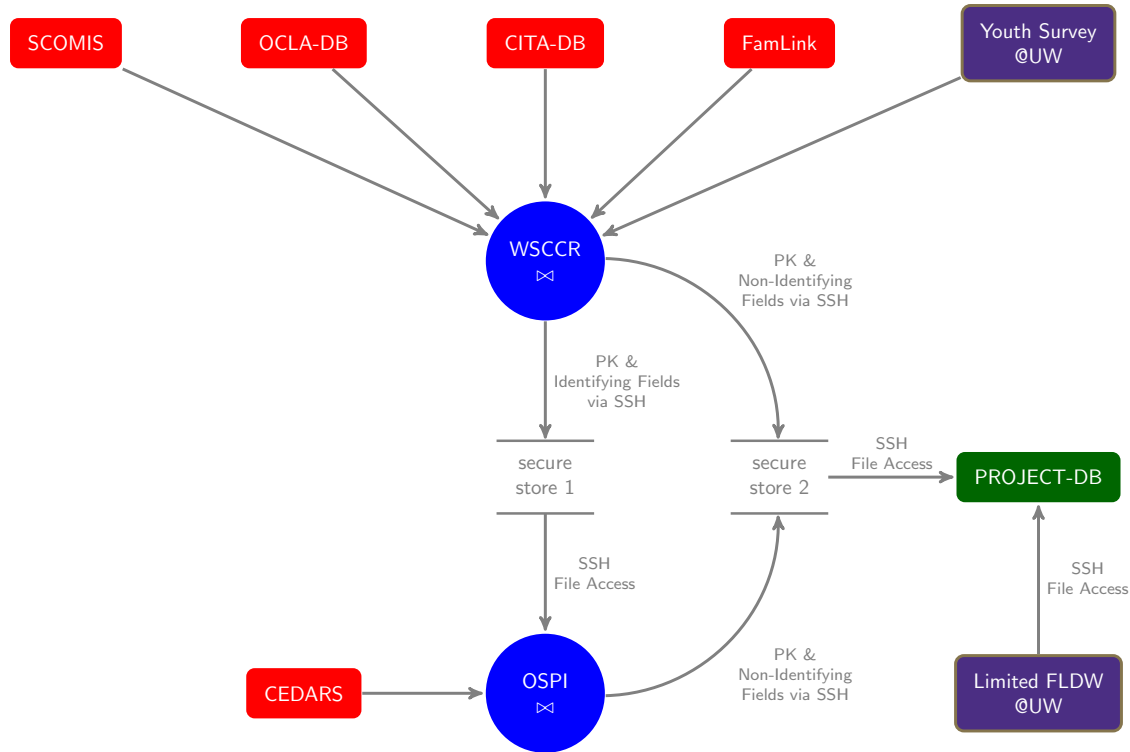 SCOMIS
OCLA-DB
CITA-DB
FamLink
Youth Survey
@UW
WSCCR
⋈
PK &
Non-Identifying
Fields via SSH
PK &
Identifying Fields
via SSH
secure
store 1
secure
store 2
SSH
File Access
PROJECT-DB
SSH
File Access
SSH
File Access
CEDARS
OSPI
⋈
PK &
Non-Identifying
Fields via SSH
Limited FLDW
@UW